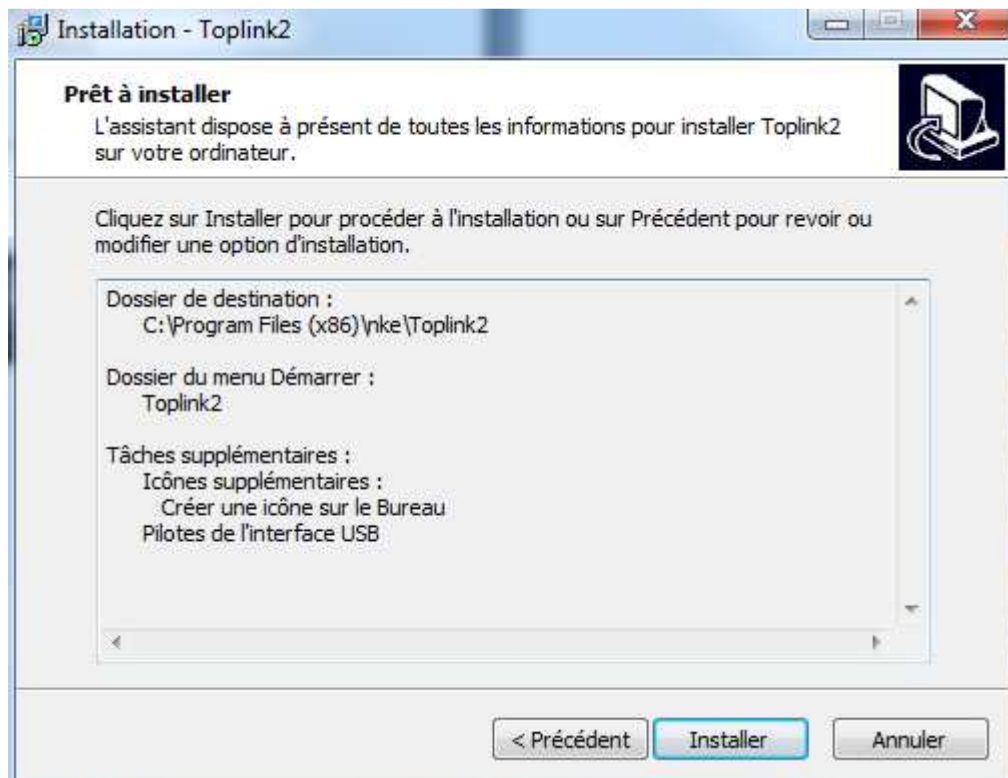 Installation - Toplink2
Prêt à installer
L'assistant dispose à présent de toutes les informations pour installer Toplink2
sur votre ordinateur.
Cliquez sur Installer pour procéder à l'installation ou sur Précédent pour revoir ou
modifier une option d'installation.
Dossier de destination :
C:\Program Files (x86)\nke\Toplink2
Dossier du menu Démarrer :
Toplink2
Tâches supplémentaires :
Icônes supplémentaires :
Créer une icône sur le Bureau
Pilotes de l'interface USB
< Précédent
Installer
Annuler